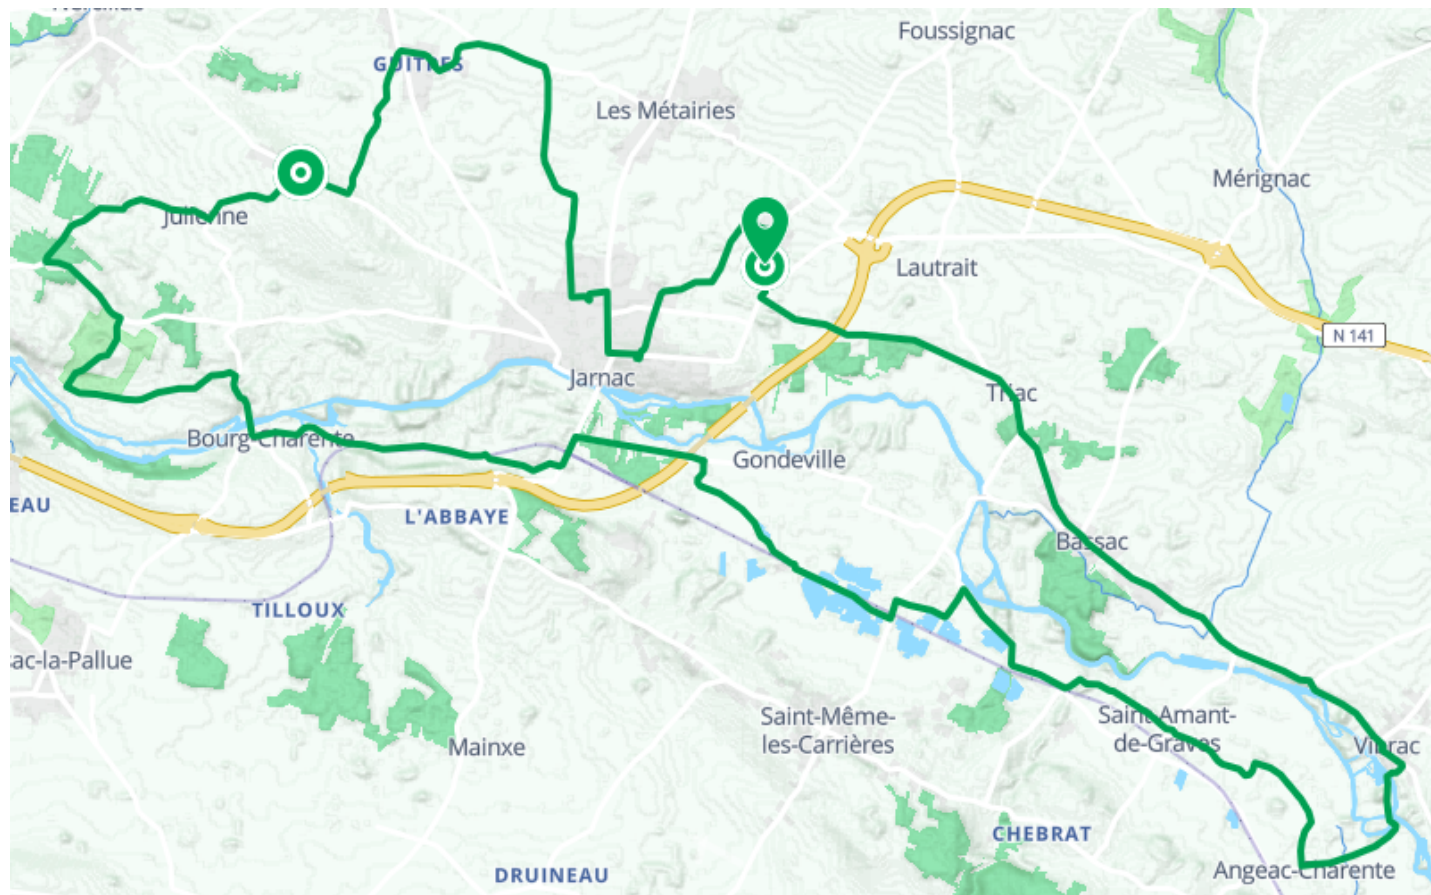 Foussignac
GUITRES
Les Métairies
Mérignac
Julienne
Lautrait
N 141
Jarnac
Triac
Bourg-Charente
Gondeville
EAU
L'ABBAYE
Bassac
TILLOUX
ac-la-Pallue
Saint-Même-
les-Carrières
Saint-Amant-
de-Graves
Mainxe
Vibrac
CHEBRAT
Angeac-Charente
DRUINEAU